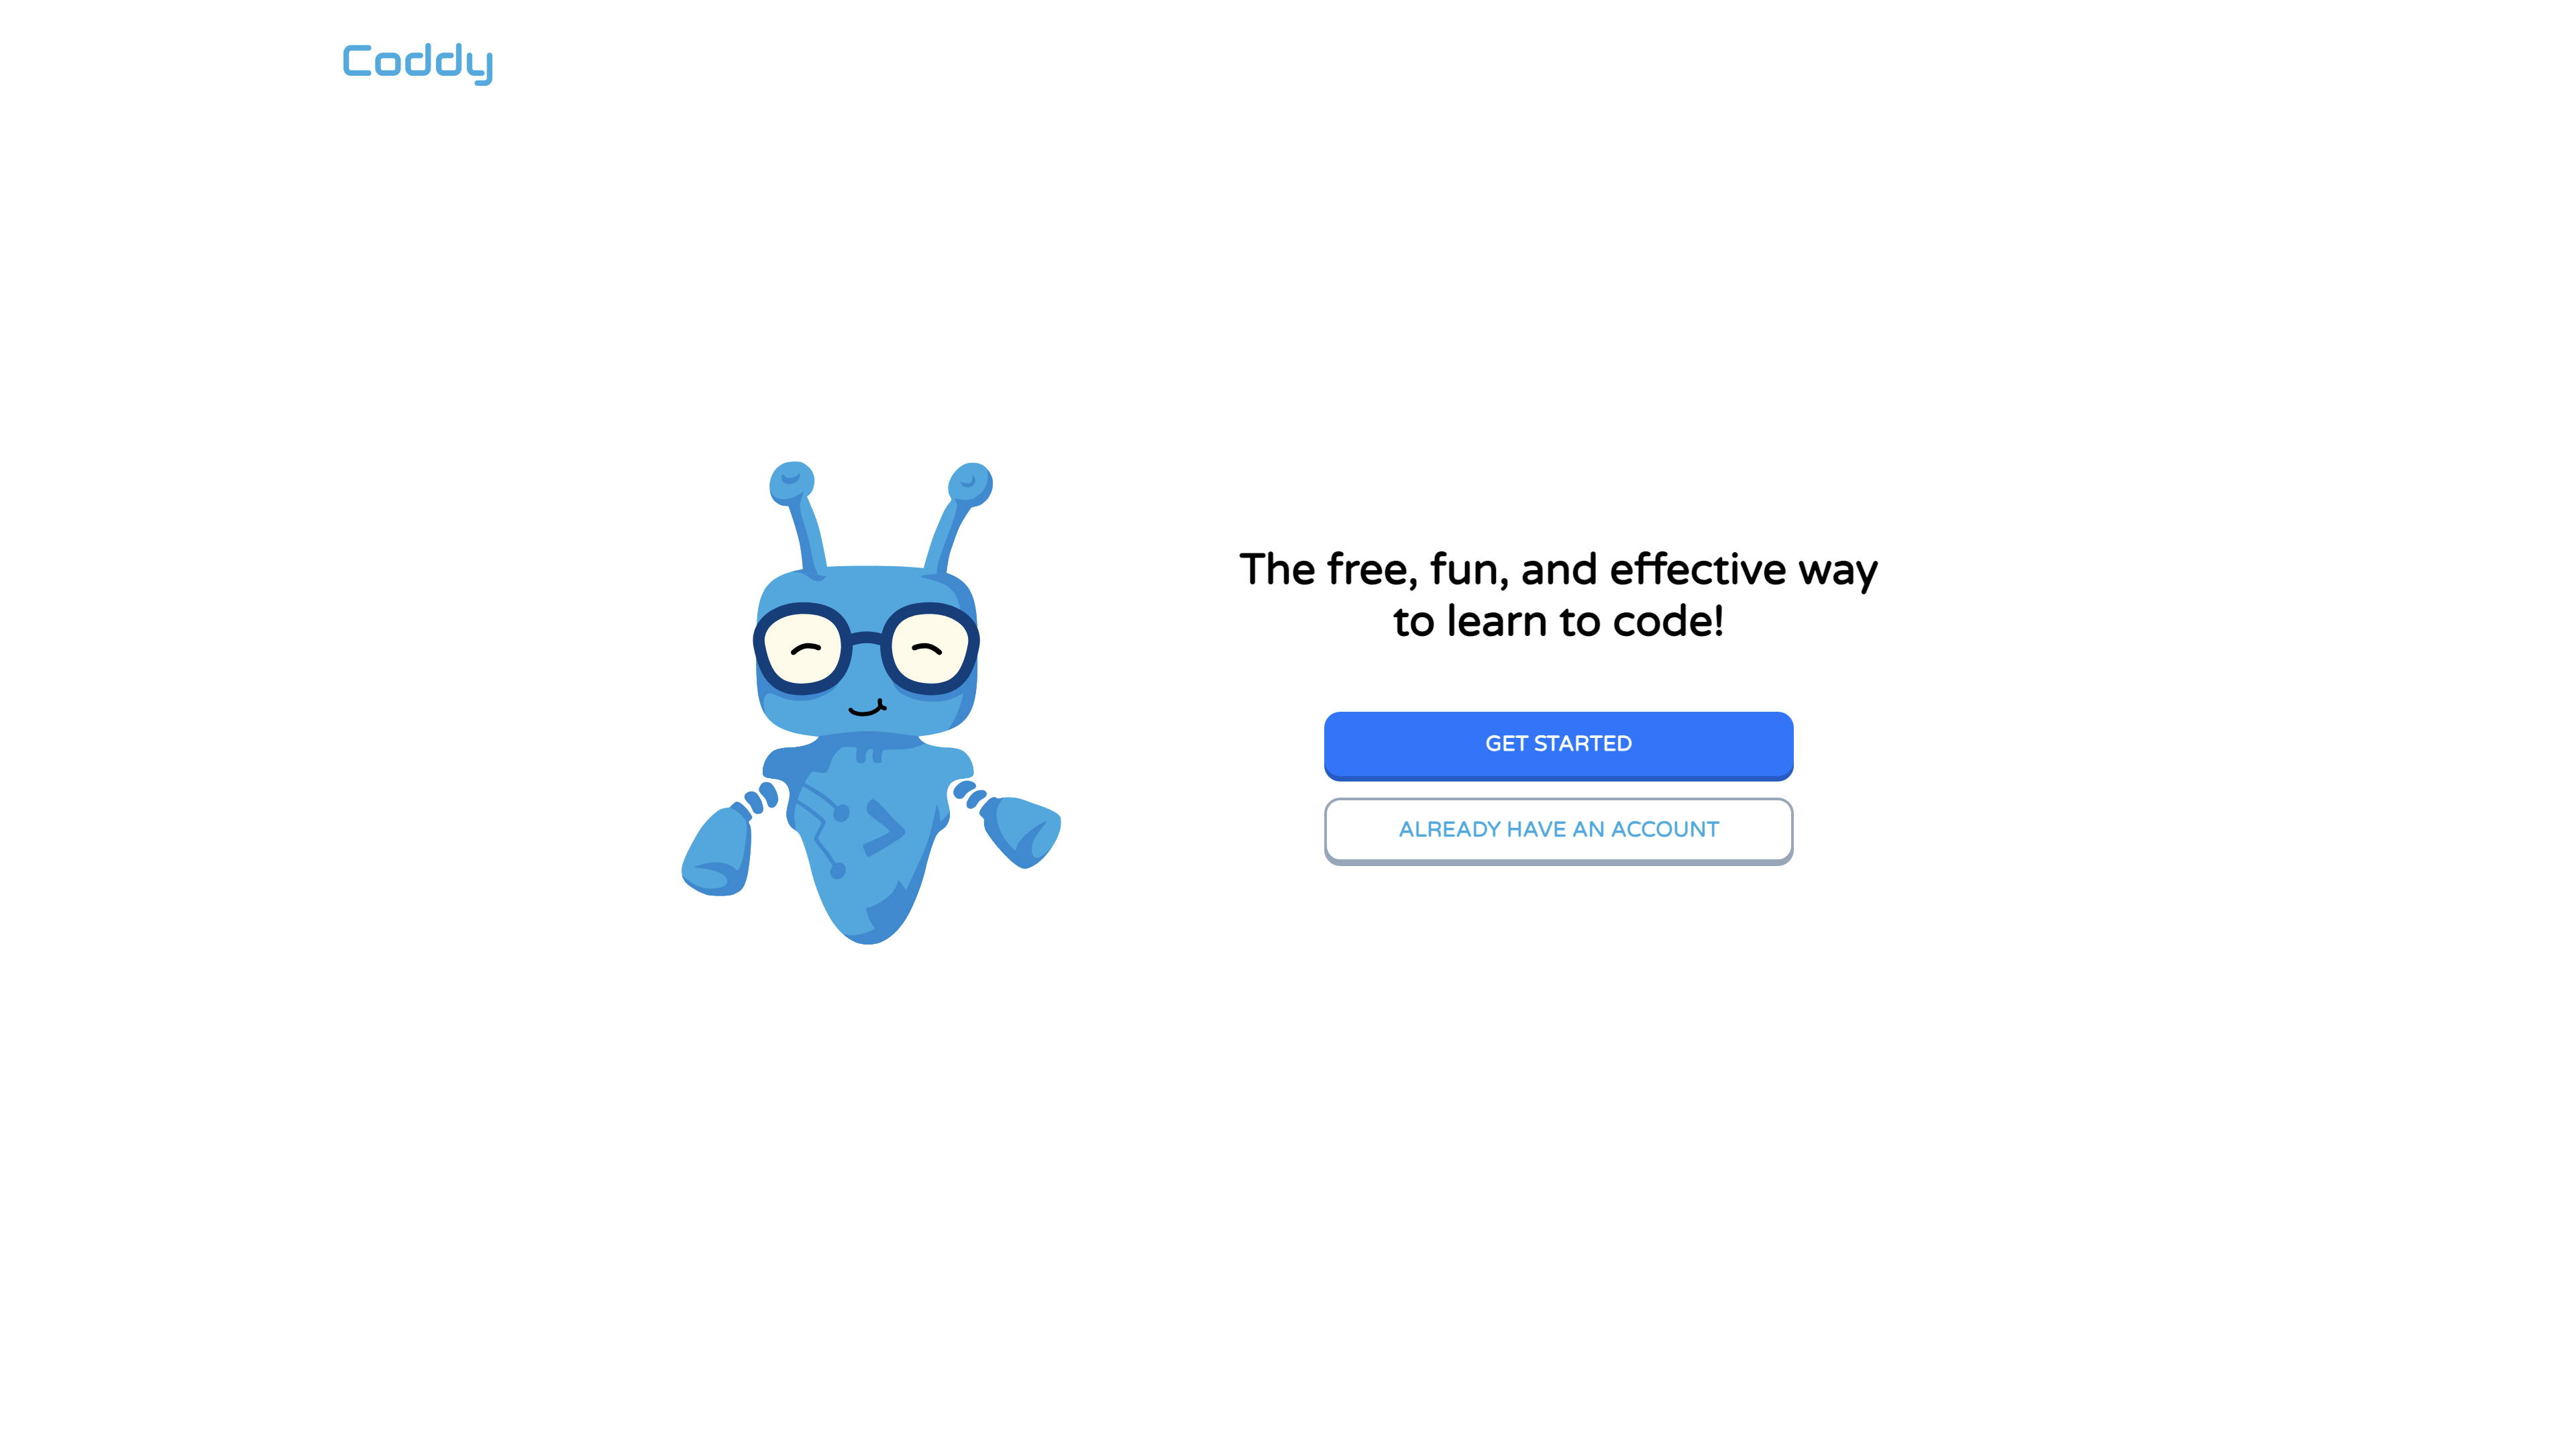 Coddy
The free, fun, and effective way
to learn to code!
GET STARTED
ALREADY HAVE AN ACCOUNT